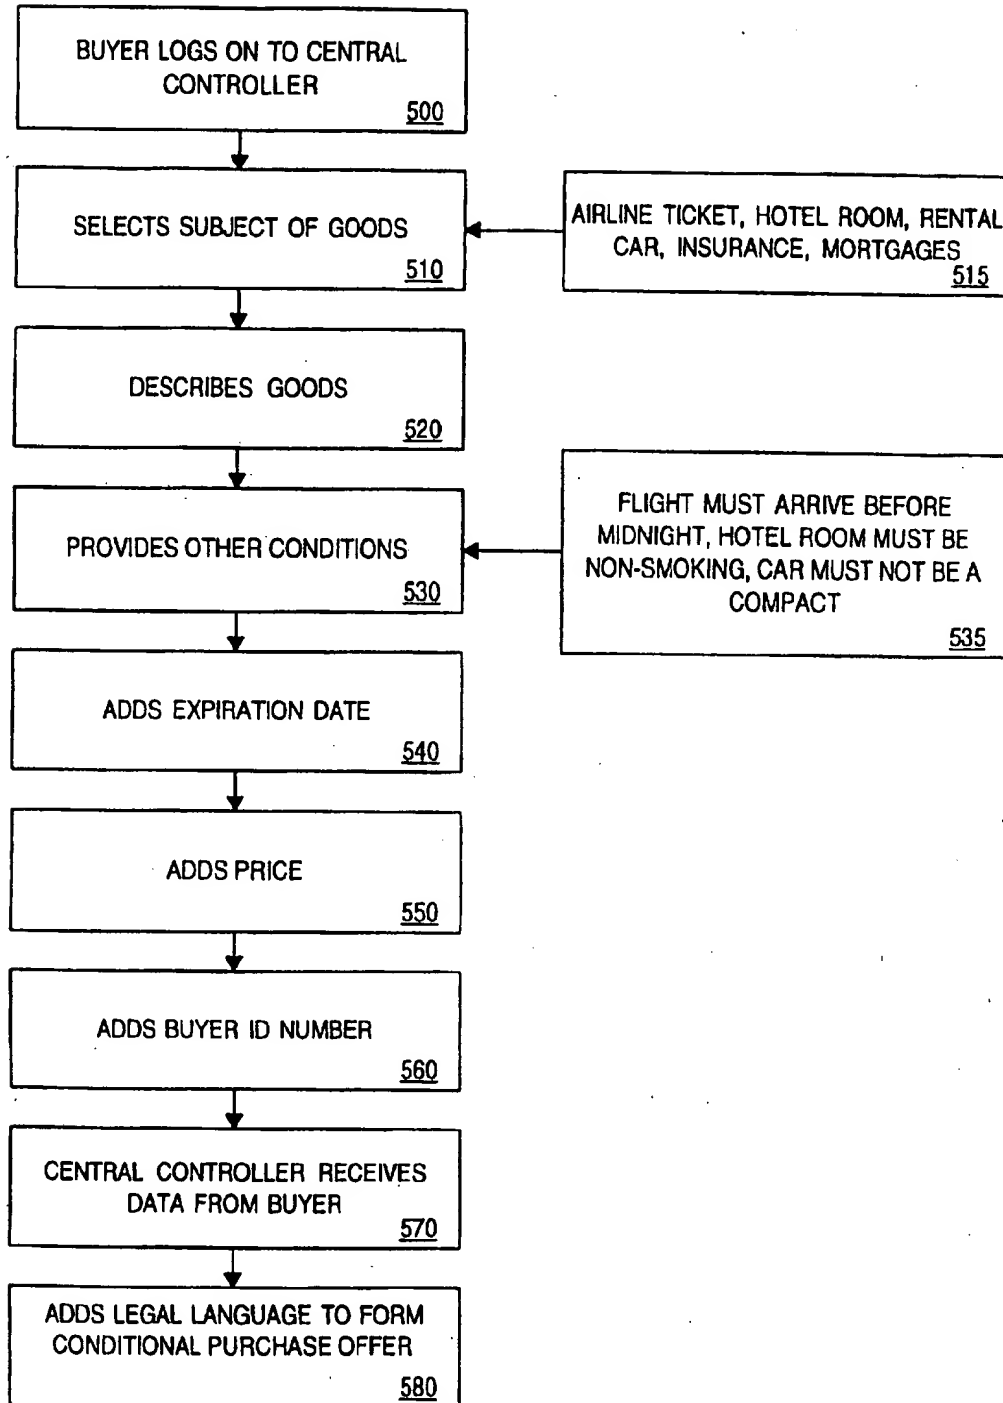 BUYER LOGS ON TO CENTRAL
CONTROLLER
500
SELECTS SUBJECT OF GOODS
510
AIRLINE TICKET, HOTEL ROOM, RENTAL
CAR, INSURANCE, MORTGAGES
515
DESCRIBES GOODS
520
PROVIDES OTHER CONDITIONS
530
FLIGHT MUST ARRIVE BEFORE
MIDNIGHT, HOTEL ROOM MUST BE
NON-SMOKING, CAR MUST NOT BE A
COMPACT
535
ADDS EXPIRATION DATE
540
ADDS PRICE
550
ADDS BUYER ID NUMBER
560
CENTRAL CONTROLLER RECEIVES
DATA FROM BUYER
570
ADDS LEGAL LANGUAGE TO FORM
CONDITIONAL PURCHASE OFFER
580